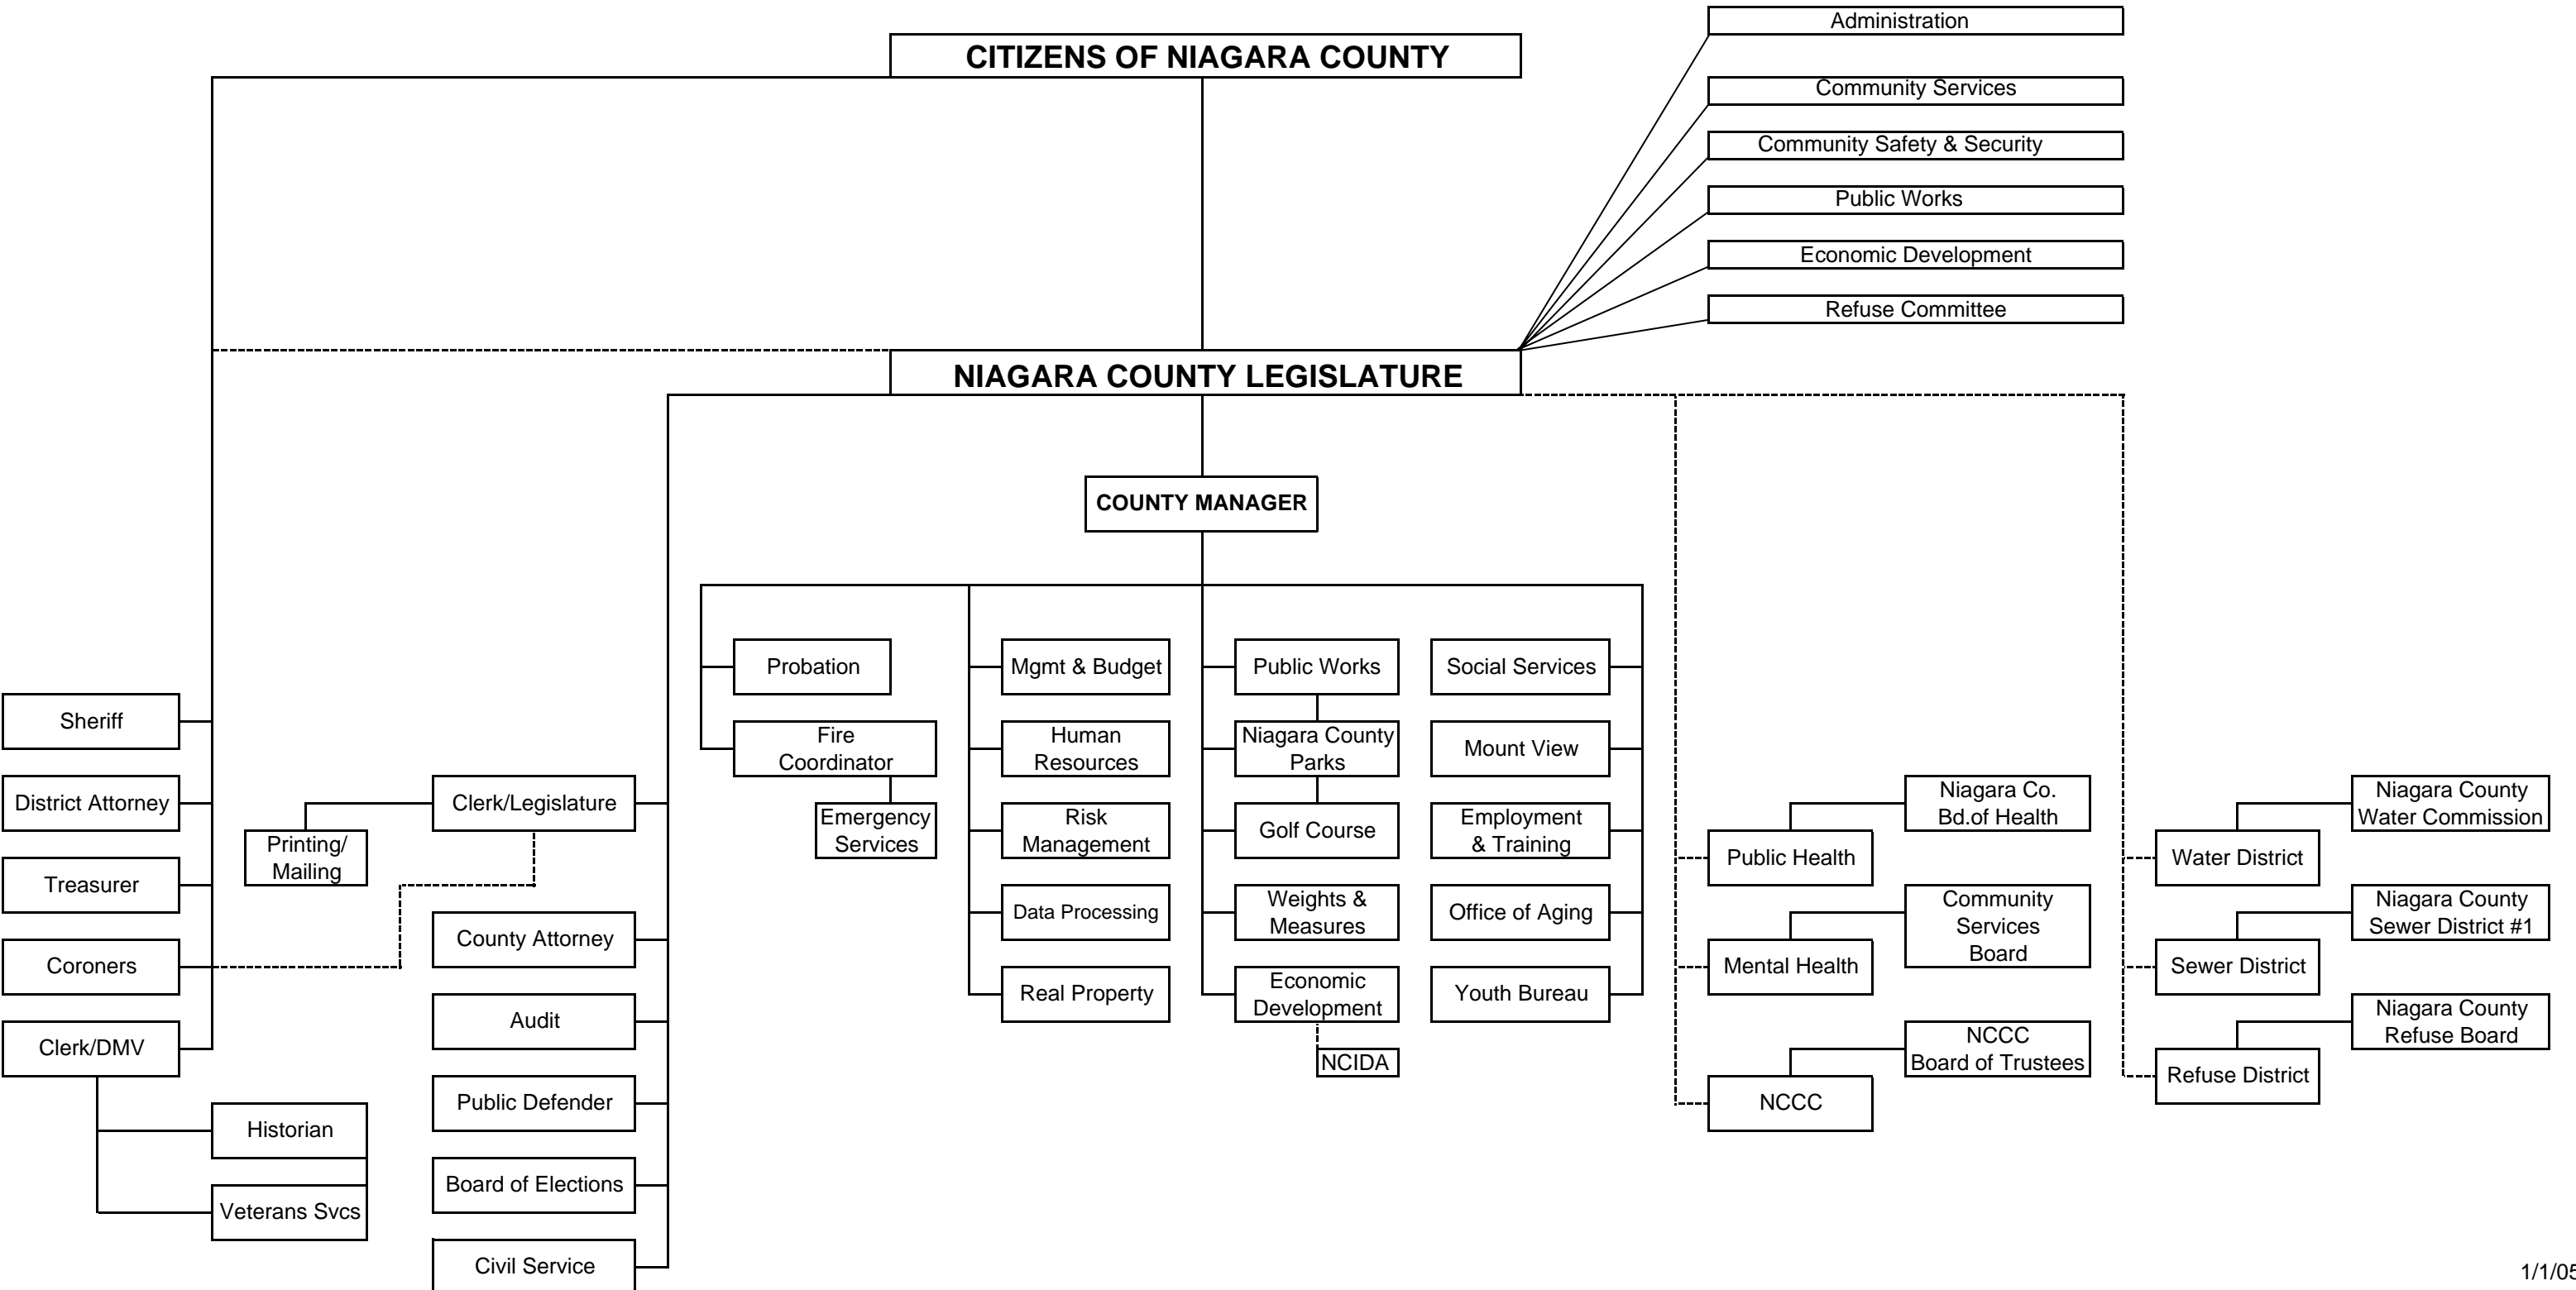 Administration
CITIZENS OF NIAGARA COUNTY
Community Services
Community Safety & Security
Public Works
Economic Development
Refuse Committee
NIAGARA COUNTY LEGISLATURE
COUNTY MANAGER
Sheriff
District Attorney
Treasurer
Coroners
Clerk/DMV
Historian
Veterans Svcs
Printing/
Mailing
Clerk/Legislature
County Attorney
Audit
Public Defender
Board of Elections
Civil Service
Probation
Fire
Coordinator
Emergency
Services
Mgmt & Budget
Human
Resources
Risk
Management
Data Processing
Real Property
Public Works
Niagara County
Parks
Golf Course
Weights &
Measures
Economic
Development
NCIDA
Social Services
Mount View
Employment
& Training
Office of Aging
Youth Bureau
Niagara Co.
Bd.of Health
Public Health
Community
Services
Board
Mental Health
NCCC
Board of Trustees
NCCC
Niagara County
Water Commission
Water District
Niagara County
Sewer District #1
Sewer District
Niagara County
Refuse Board
Refuse District
1/1/05